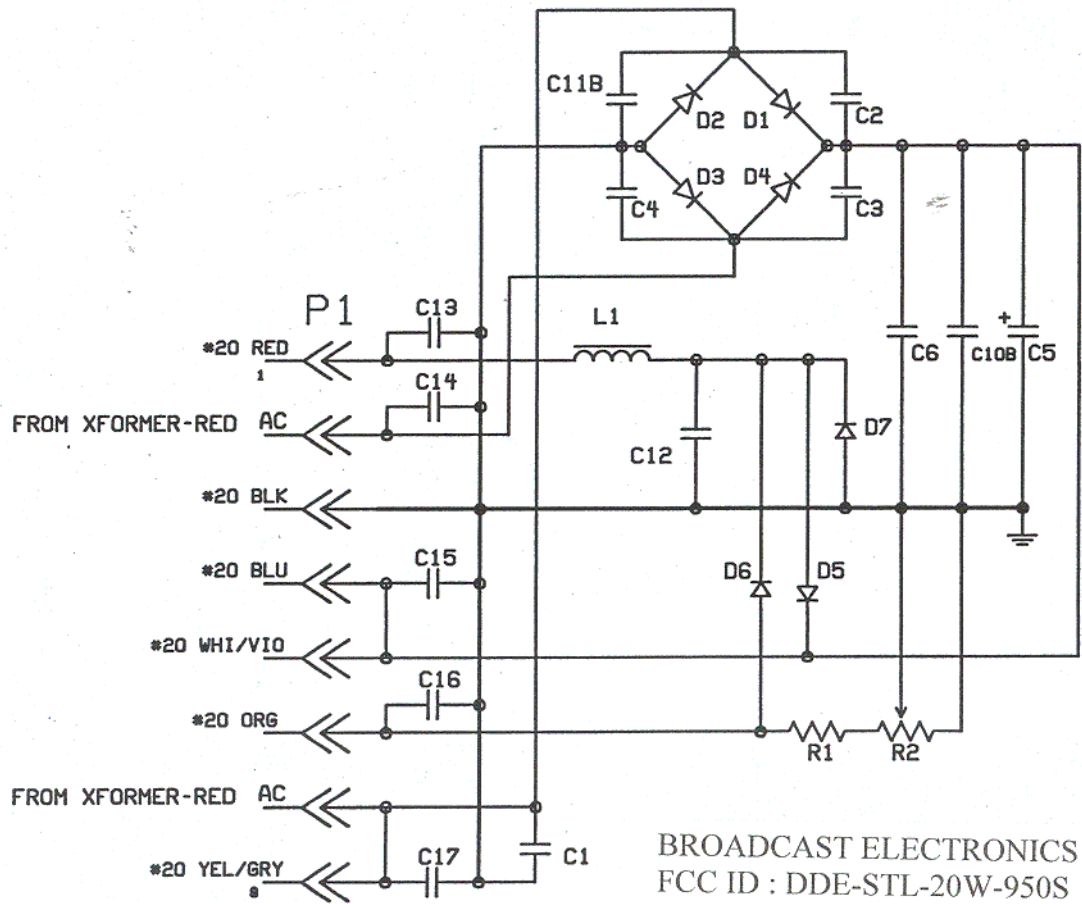 C11B
D2
D1
C2
D3
D4
C4
C3
P1
C13
L1
#20 RED
1
C14
FROM XFORMER-RED AC
C12
D7
C6
C10B
+
C5
#20 BLK
#20 BLU
C15
D6
D5
#20 WHI/VIO
C16
#20 ORG
R1
R2
FROM XFORMER-RED AC
C17
C1
#20 YEL/GRY
8
BROADCAST ELECTRONICS
FCC ID : DDE-STL-20W-950S